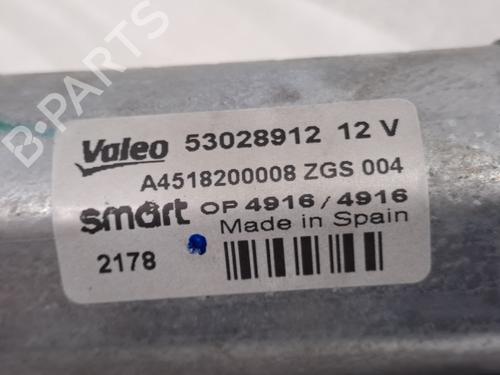 B-PARTS
Valeo 53028912 12 V
A4518200008 ZGS 004
smart OP 4916 / 4916
Made in Spain
2178